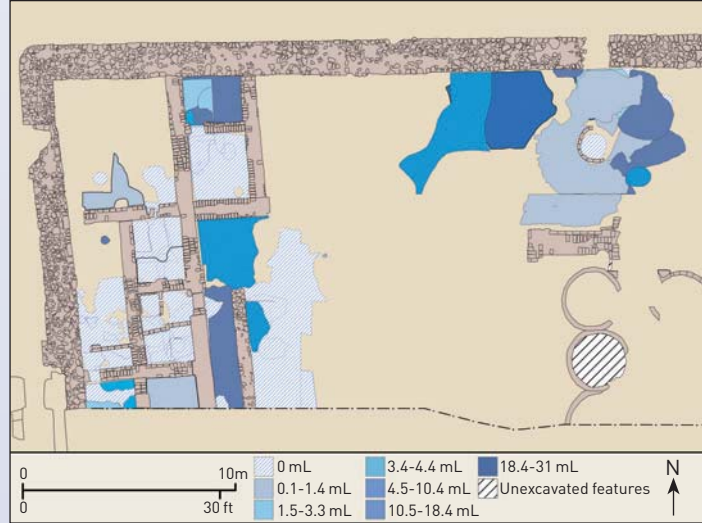 0 10m
0 30 ft
0 mL
0.1-1.4 mL
1.5-3.3 mL
3.4-4.4 mL
4.5-10.4 mL
10.5-18.4 mL
18.4-31 mL
Unexcavated features
N